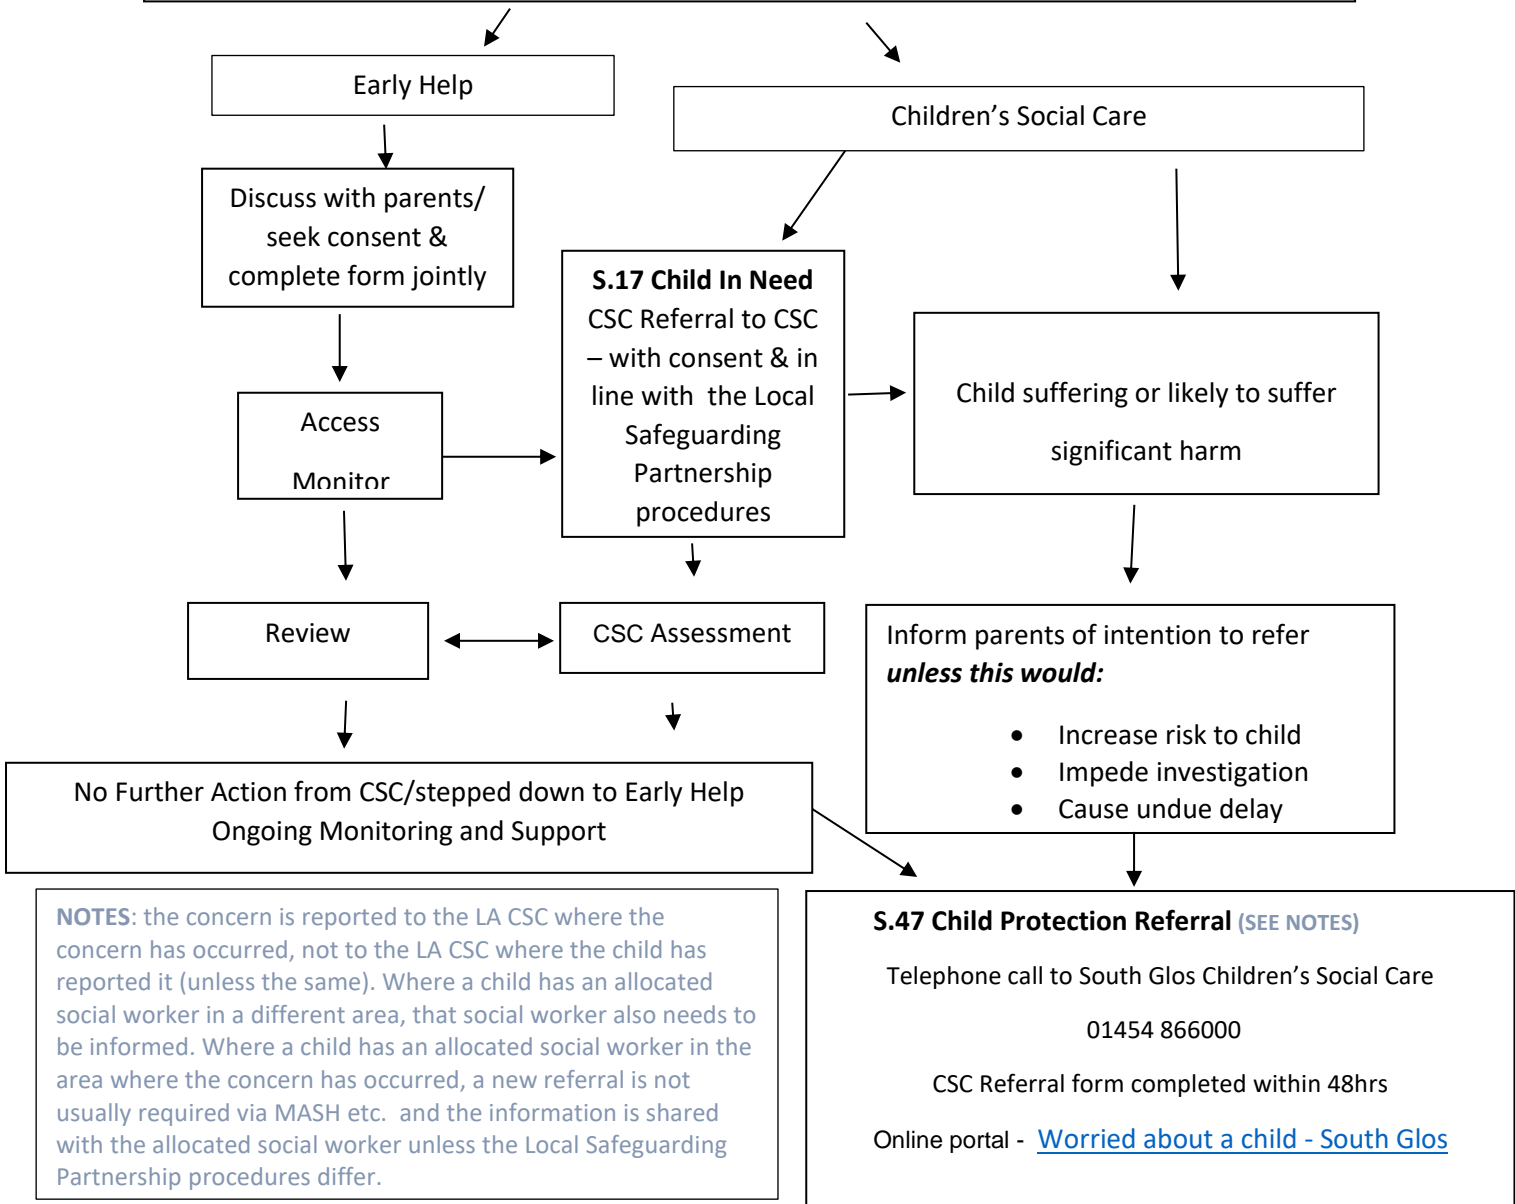 Early Help
Children’s Social Care
Discuss with parents/
seek consent &
complete form jointly
S.17 Child In Need
CSC Referral to CSC
– with consent & in
line with the Local
Safeguarding
Partnership
procedures
Child suffering or likely to suffer
significant harm
Access
Monitor
Review
CSC Assessment
Inform parents of intention to refer
unless this would:
• Increase risk to child
• Impede investigation
• Cause undue delay
No Further Action from CSC/stepped down to Early Help
Ongoing Monitoring and Support
NOTES: the concern is reported to the LA CSC where the
concern has occurred, not to the LA CSC where the child has
reported it (unless the same). Where a child has an allocated
social worker in a different area, that social worker also needs to
be informed. Where a child has an allocated social worker in the
area where the concern has occurred, a new referral is not
usually required via MASH etc. and the information is shared
with the allocated social worker unless the Local Safeguarding
Partnership procedures differ.
S.47 Child Protection Referral (SEE NOTES)
Telephone call to South Glos Children’s Social Care
01454 866000
CSC Referral form completed within 48hrs
Online portal - Worried about a child - South Glos